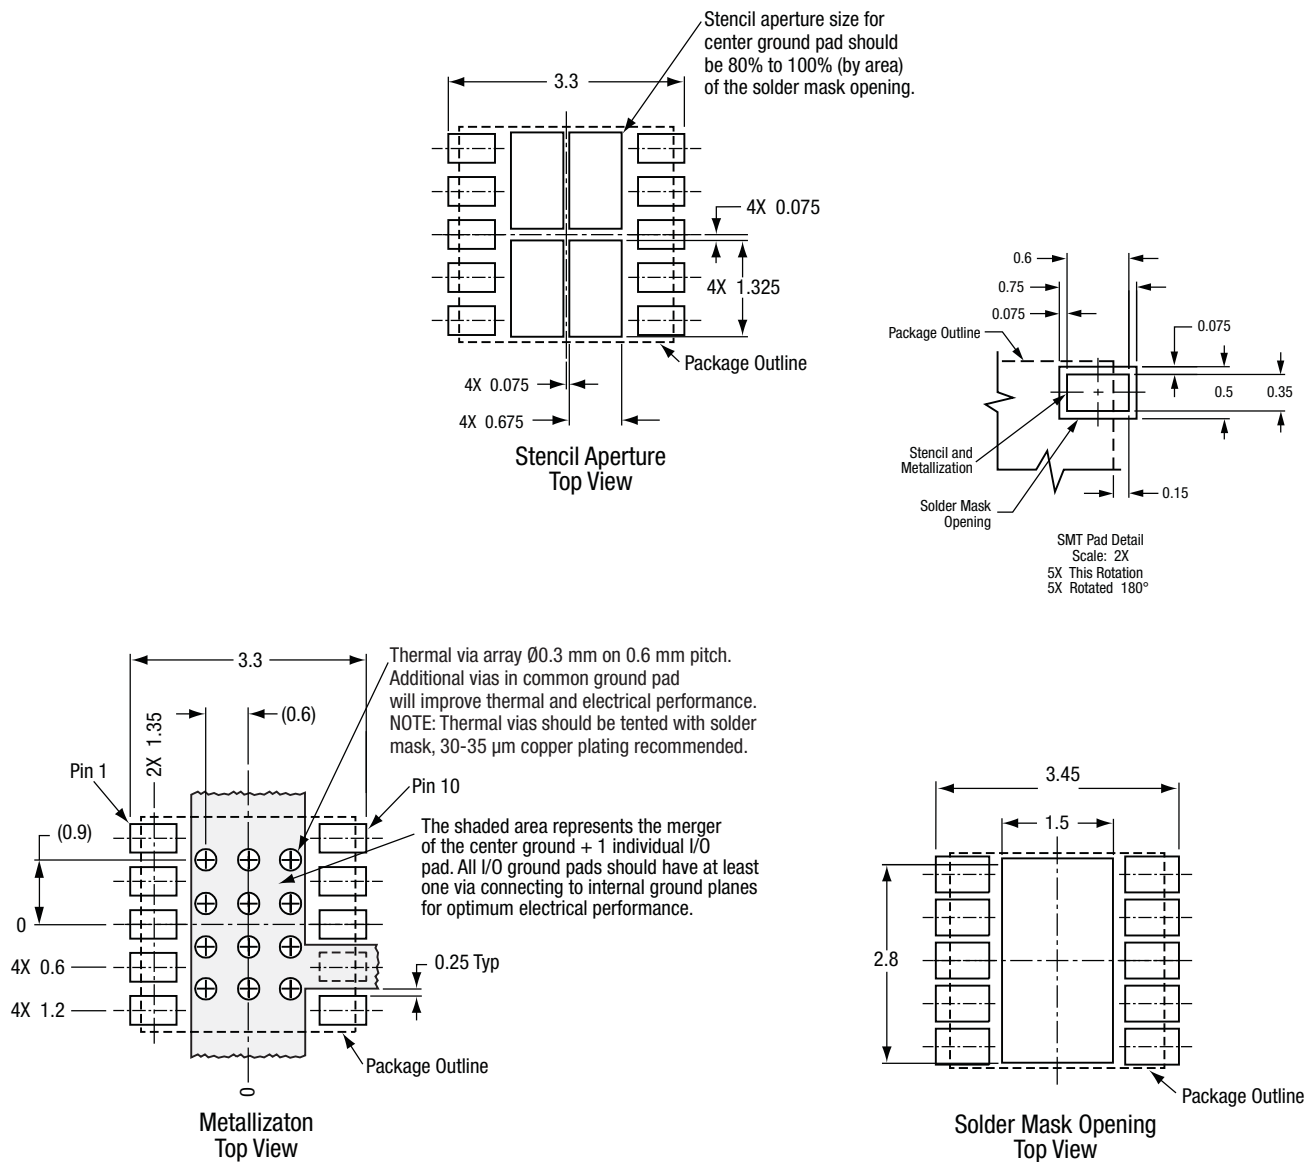 Stencil aperture size for
center ground pad should
be 80% to 100% (by area)
of the solder mask opening.
3.3
4X 0.075
4X 1.325
Package Outline
4X 0.075
4X 0.675
Stencil Aperture
Top View
0.6
0.75
0.075
0.075
Package Outline
0.5
0.35
Stencil and
Metallization
0.15
Solder Mask
Opening
SMT Pad Detail
Scale: 2X
5X This Rotation
5X Rotated 180°
3.3
Thermal via array Ø0.3 mm on 0.6 mm pitch.
Additional vias in common ground pad
will improve thermal and electrical performance.
NOTE: Thermal vias should be tented with solder
mask, 30-35 µm copper plating recommended.
(0.6)
2X 1.35
Pin 1
Pin 10
(0.9)
The shaded area represents the merger
of the center ground + 1 individual I/O
pad. All I/O ground pads should have at least
one via connecting to internal ground planes
for optimum electrical performance.
0
4X 0.6
0.25 Typ
4X 1.2
Package Outline
0
Metallizaton
Top View
3.45
1.5
2.8
Package Outline
Solder Mask Opening
Top View